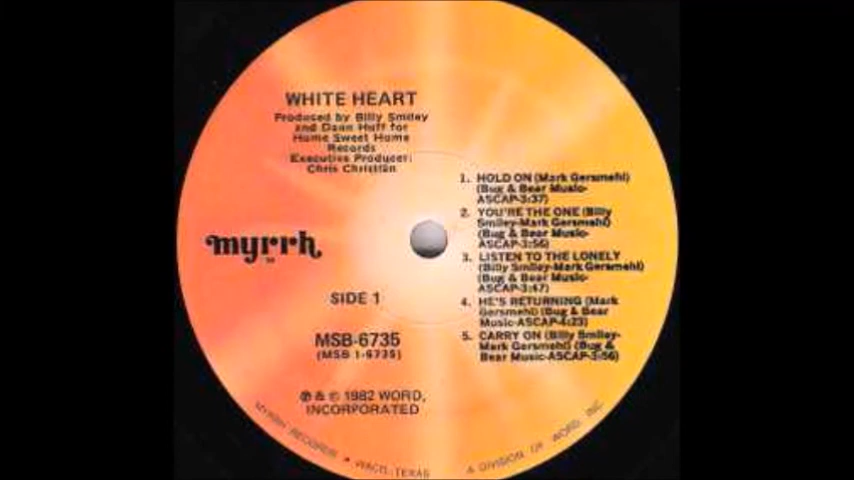 WHITE HEART
Produced by Billy Smiley
and Dann Huff for
Home Sweet Home
Records
Executive Producer:
Chris Christian
myrrh
SIDE 1
MSB-6735
(MSB 1-6735)
℗ & © 1982 WORD,
INCORPORATED
1. HOLD ON (Mark Gersmehl)
(Bug & Bear Music-
ASCAP-3:37)
2. YOU'RE THE ONE (Billy
Smiley-Mark Gersmehl)
(Bug & Bear Music-
ASCAP-3:56)
3. LISTEN TO THE LONELY
(Billy Smiley-Mark Gersmehl)
(Bug & Bear Music-
ASCAP-3:47)
4. HE'S RETURNING (Mark
Gersmehl) (Bug & Bear
Music-ASCAP-4:23)
5. CARRY ON (Billy Smiley-
Mark Gersmehl) (Bug &
Bear Music-ASCAP-3:56)
MYRRH RECORDS • WACO, TEXAS A DIVISION OF WORD, INC.